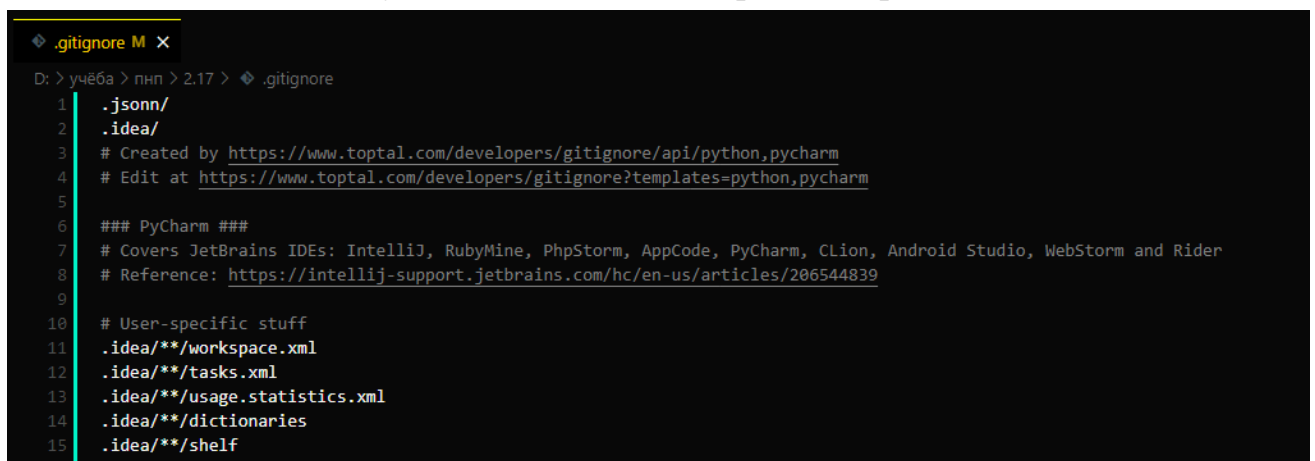 .gitignore M ×
D: > учёба > пнп > 2.17 > .gitignore
1 .jsonn/
2 .idea/
3 # Created by https://www.toptal.com/developers/gitignore/api/python,pycharm
4 # Edit at https://www.toptal.com/developers/gitignore?templates=python,pycharm
5
6 ### PyCharm ###
7 # Covers JetBrains IDEs: IntelliJ, RubyMine, PhpStorm, AppCode, PyCharm, CLion, Android Studio, WebStorm and Rider
8 # Reference: https://intellij-support.jetbrains.com/hc/en-us/articles/206544839
9
10 # User-specific stuff
11 .idea/**/workspace.xml
12 .idea/**/tasks.xml
13 .idea/**/usage.statistics.xml
14 .idea/**/dictionaries
15 .idea/**/shelf